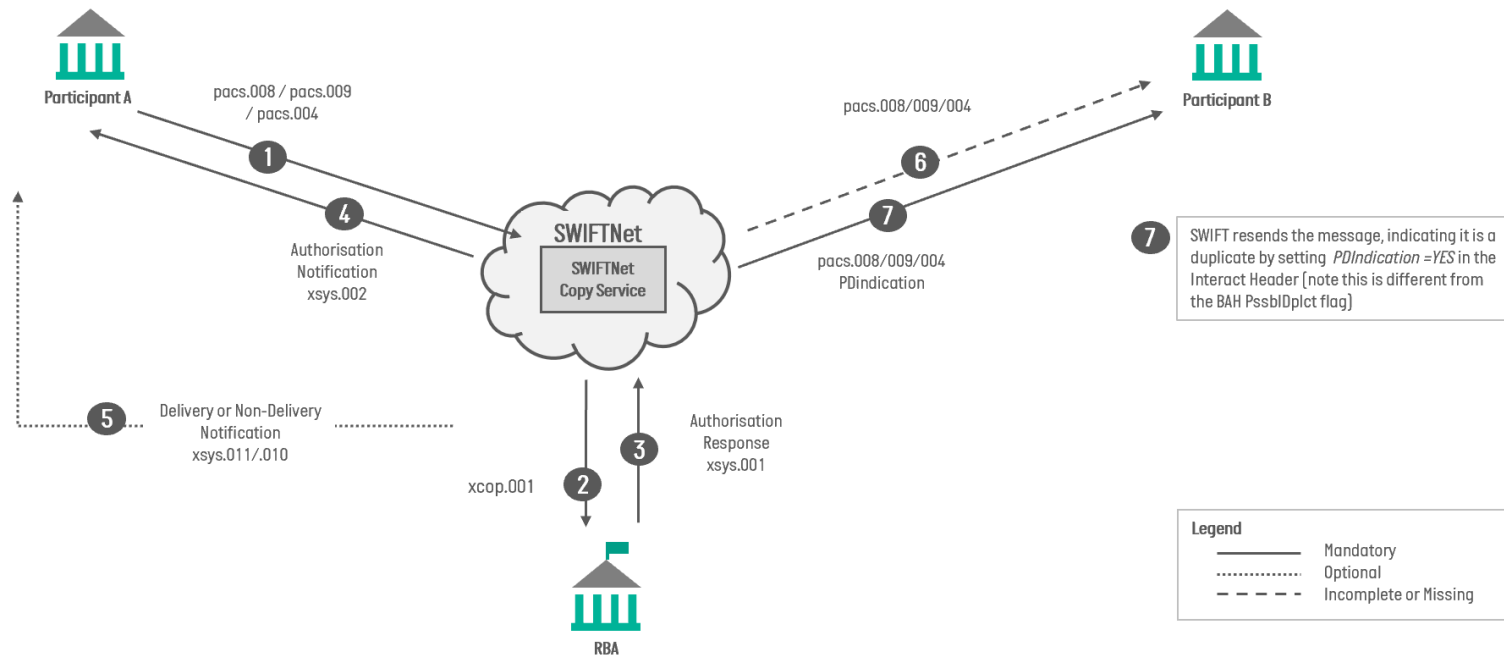 Participant A
pacs.008 / pacs.009
/ pacs.004
1
4
Authorisation
Notification
xsys.002
SWIFTNet
SWIFTNet
Copy Service
pacs.008/009/004
6
7
pacs.008/009/004
PDindication
Participant B
7
SWIFT resends the message, indicating it is a
duplicate by setting PDIndication =YES in the
Interact Header (note this is different from
the BAH PssblDplct flag)
5
Delivery or Non-Delivery
Notification
xsys.011/.010
xcop.001
2
3
Authorisation
Response
xsys.001
RBA
Legend
Mandatory
Optional
Incomplete or Missing